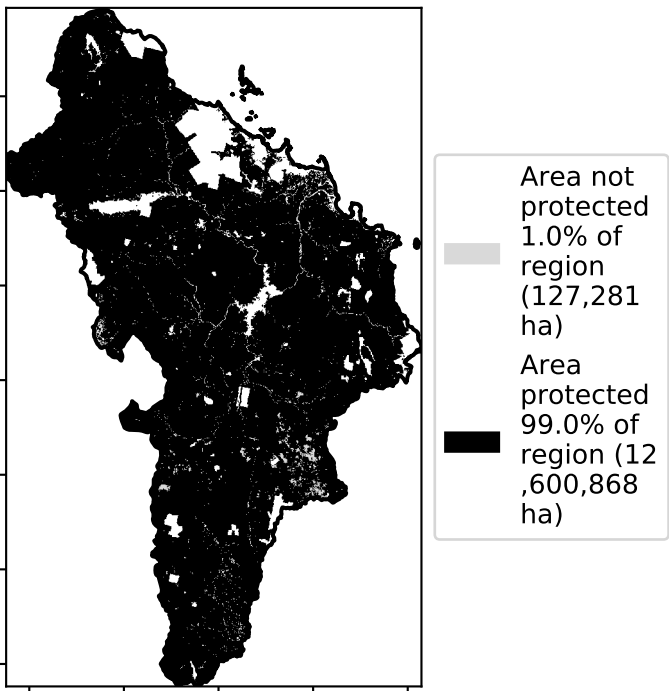 Area not
protected
1.0% of
region
(127,281
ha)
Area
protected
99.0% of
region (12
,600,868
ha)